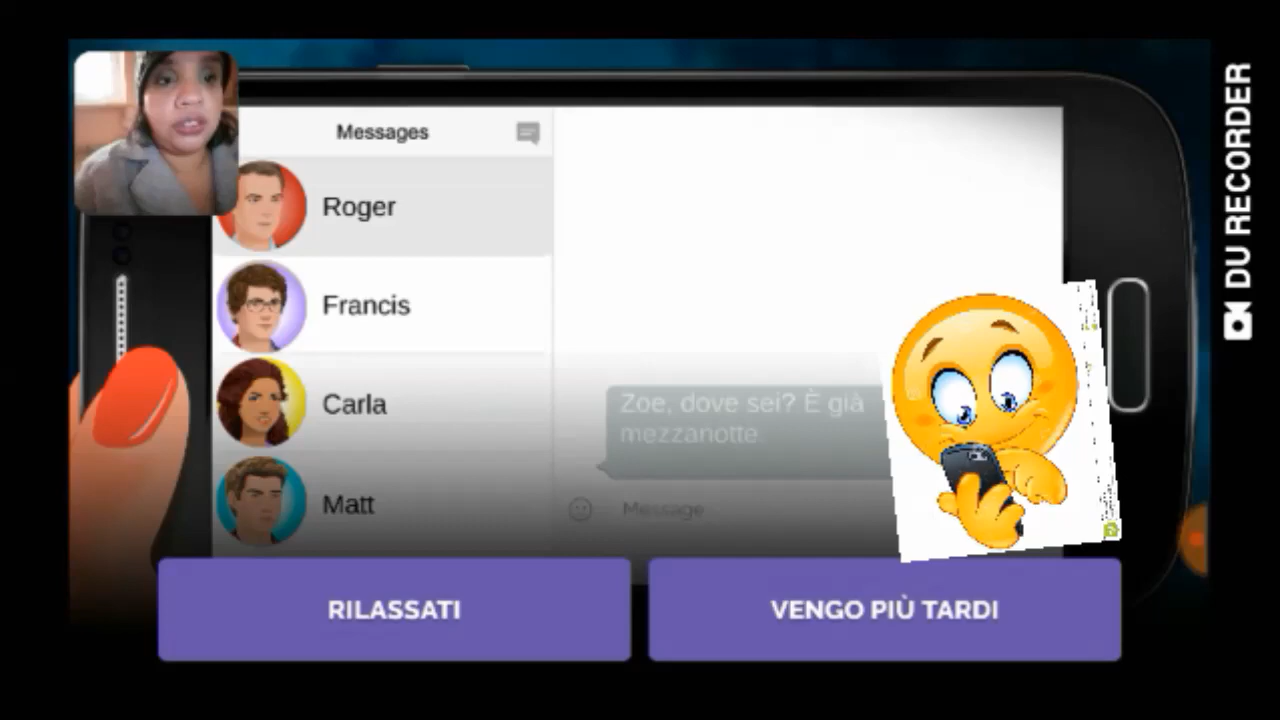 Messages
Roger
Francis
Carla
Matt
Zoe, dove sei? È già
mezzanotte.
Message
RILASSATI
VENGO PIÙ TARDI
DU RECORDER